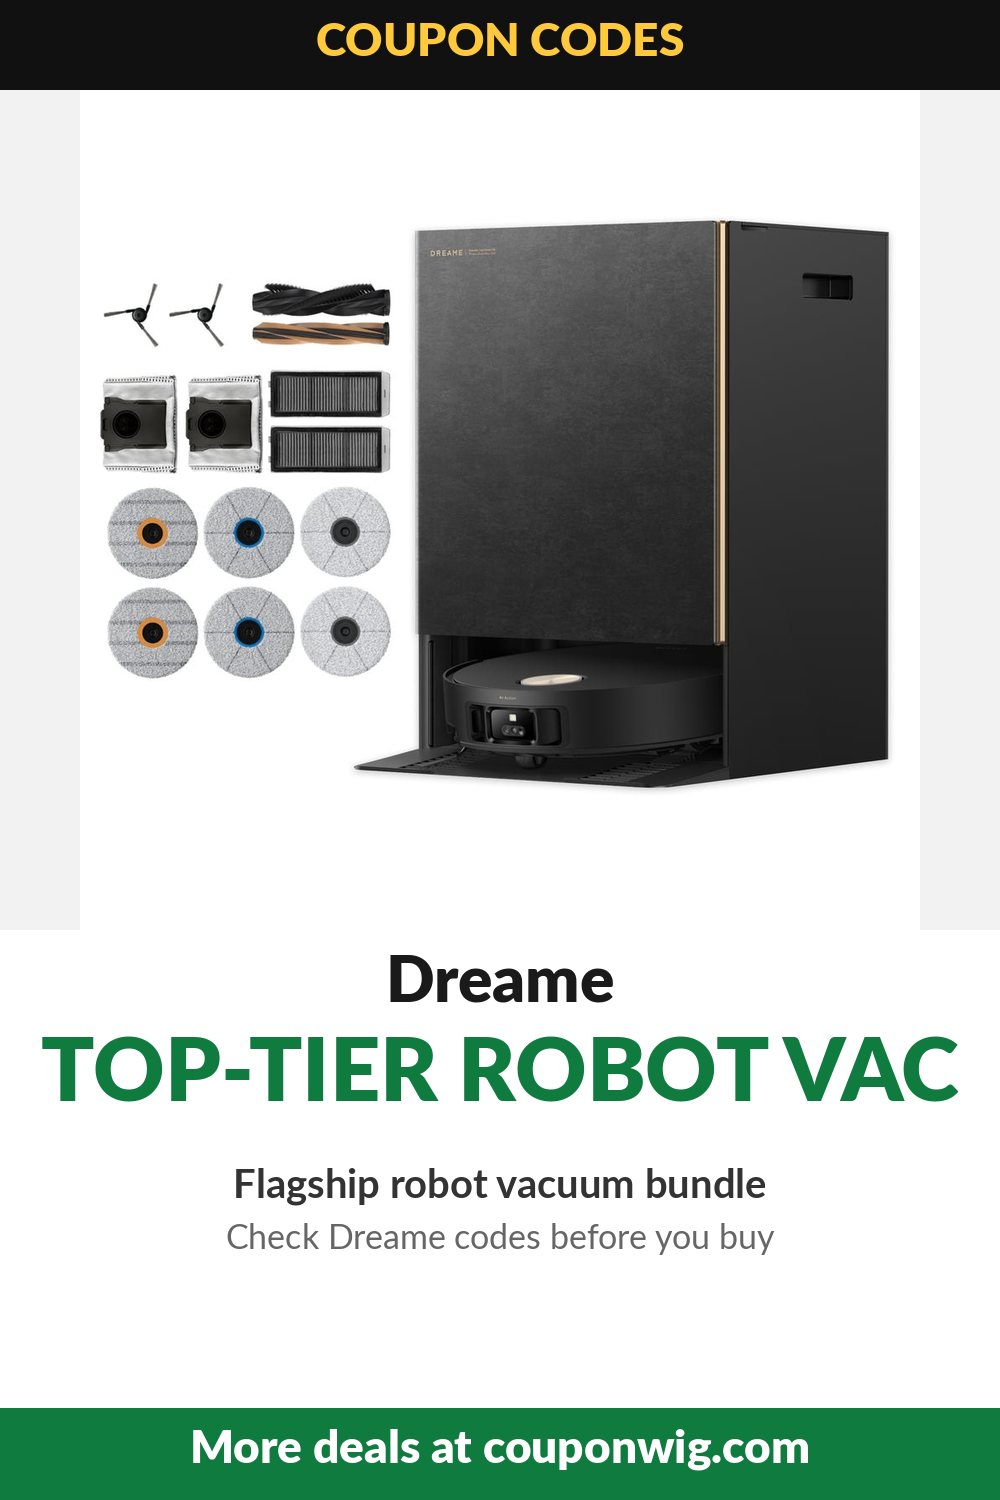 COUPON CODES
DREAME
Dreame
TOP-TIER ROBOT VAC
Flagship robot vacuum bundle
Check Dreame codes before you buy
More deals at couponwig.com